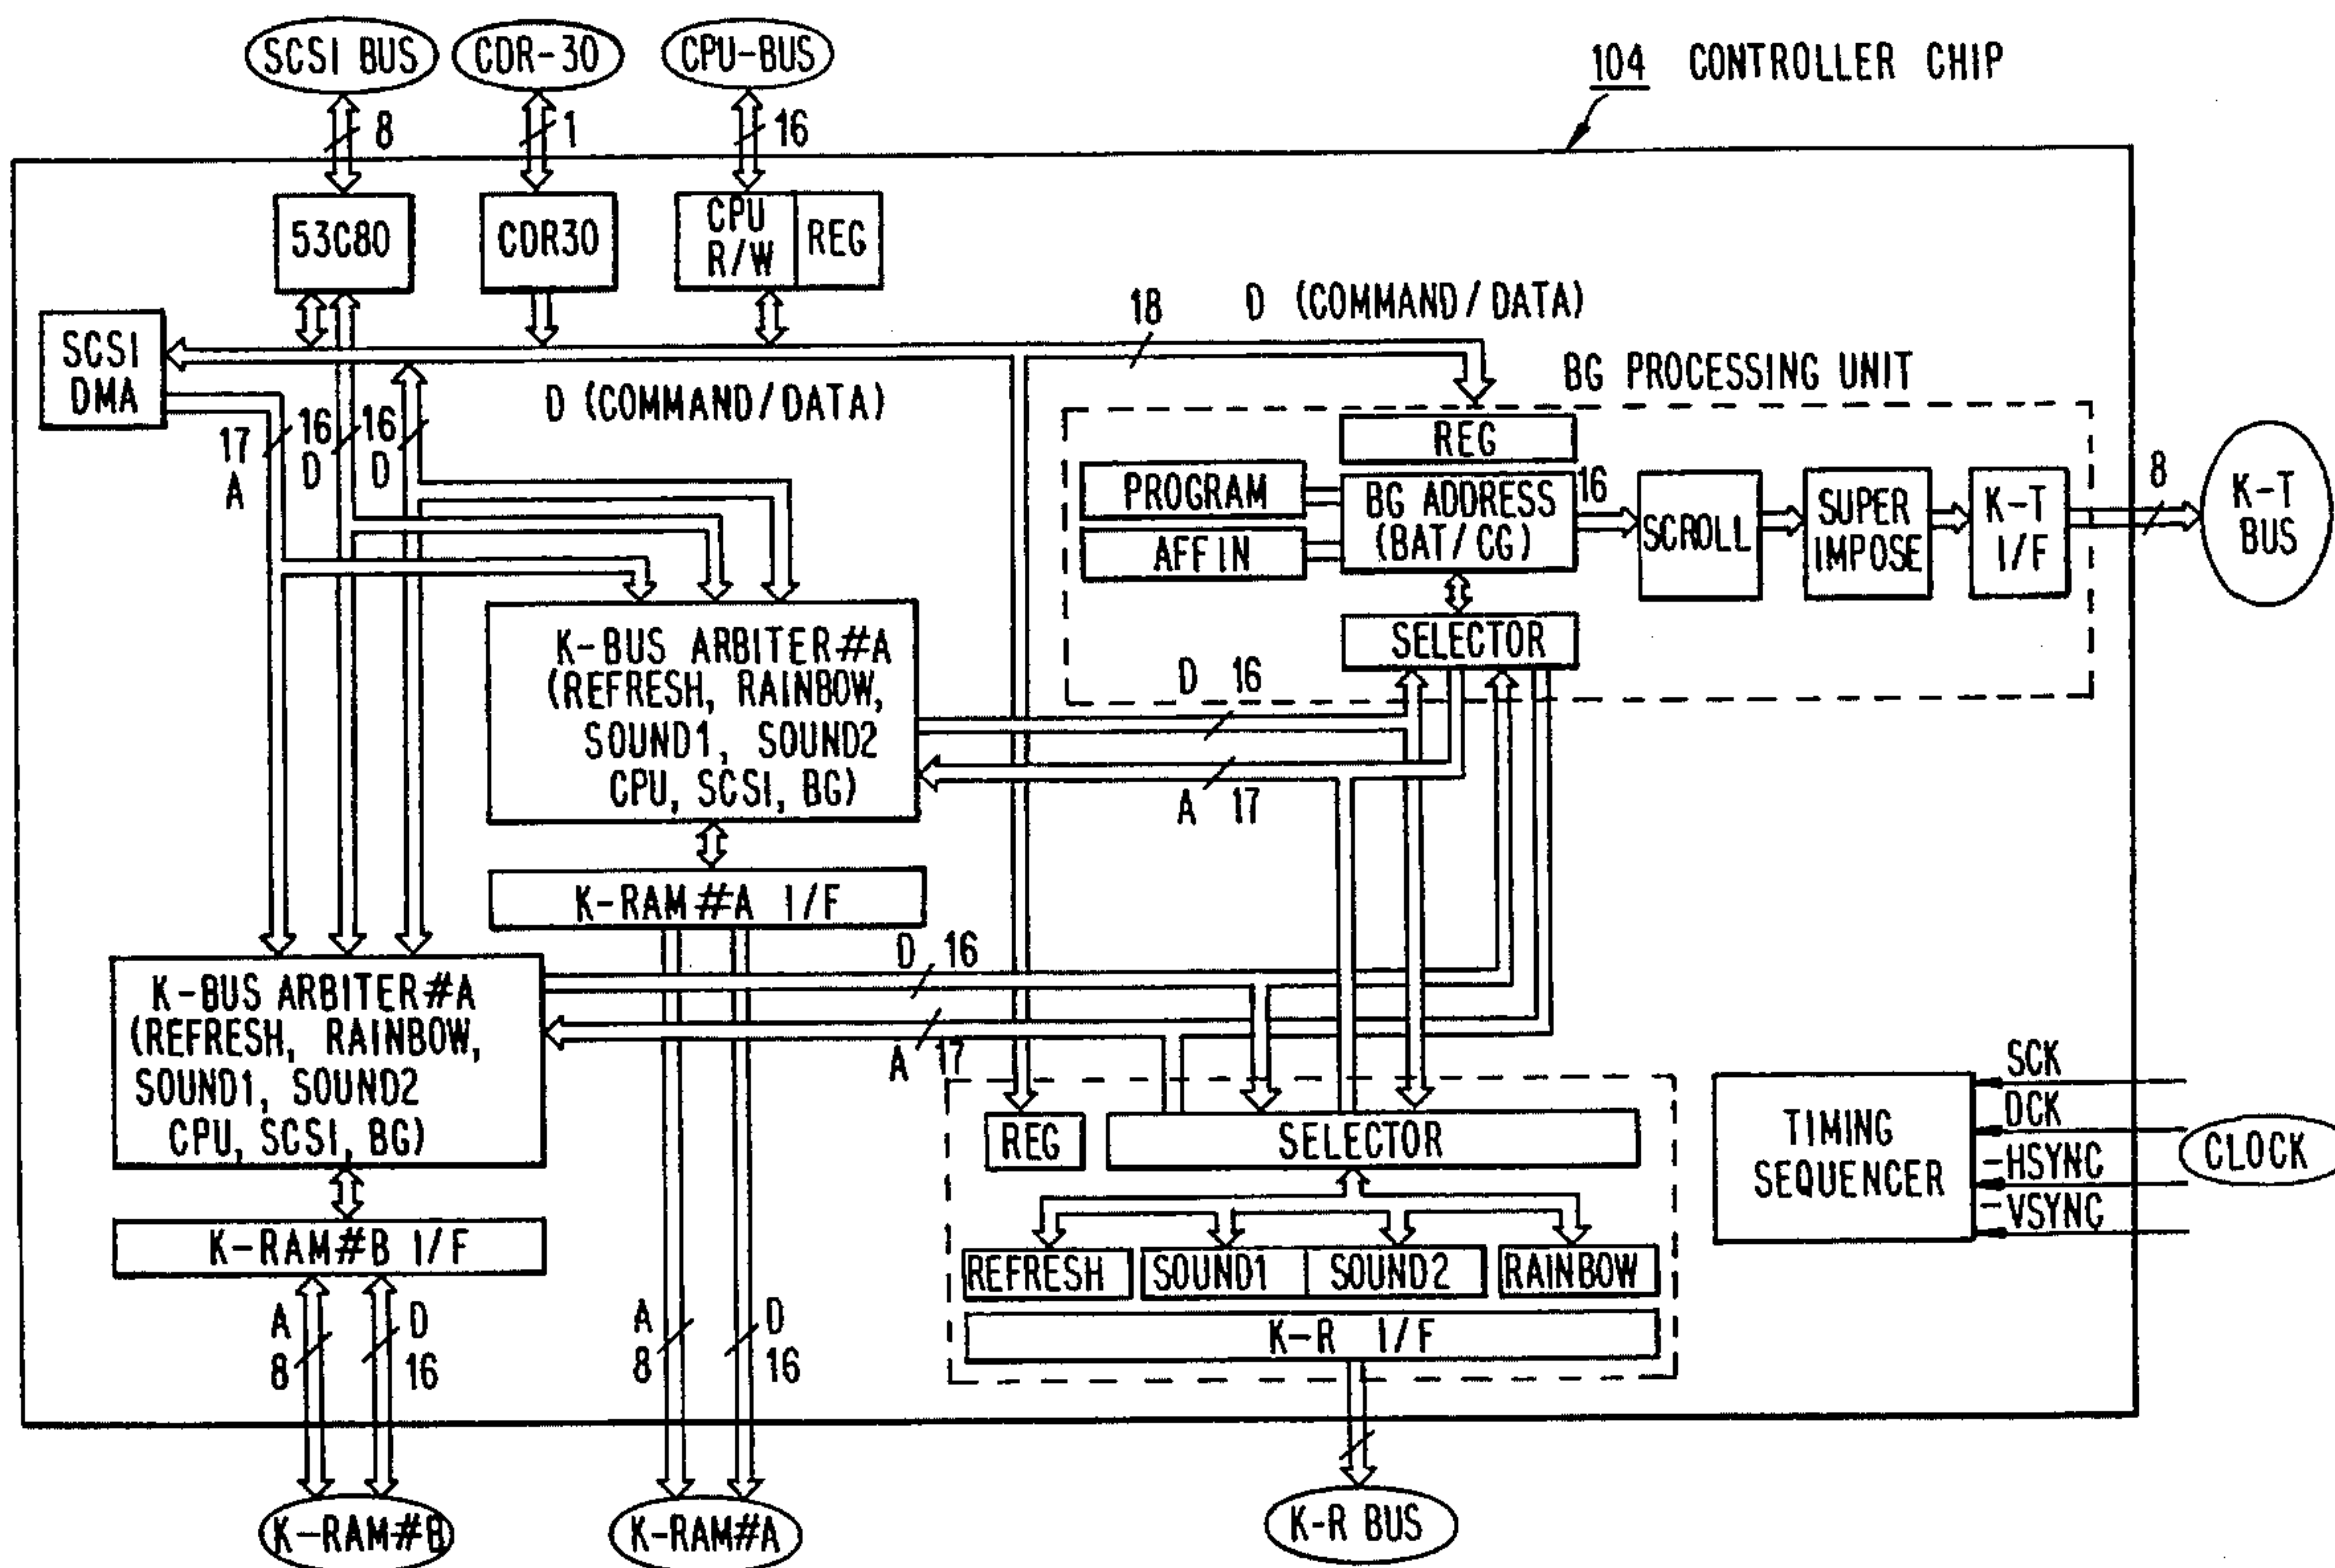 104 CONTROLLER CHIP
SCSI BUS
CDR-30
CPU-BUS
8
1
16
53C80
CDR30
CPU
R/W
REG
SCSI
DMA
18
D (COMMAND/DATA)
D (COMMAND/DATA)
17
A
16
D
16
D
BG PROCESSING UNIT
REG
PROGRAM
AFFIN
BG ADDRESS
(BAT/CG)
16
SCROLL
SUPER
IMPOSE
K-T
I/F
8
K-T
BUS
SELECTOR
K-BUS ARBITER#A
(REFRESH, RAINBOW,
SOUND1, SOUND2
CPU, SCSI, BG)
D 16
A 17
K-RAM#A I/F
K-BUS ARBITER#A
(REFRESH, RAINBOW,
SOUND1, SOUND2
CPU, SCSI, BG)
D 16
A 17
K-RAM#B I/F
A
8
D
16
A
8
D
16
REG
SELECTOR
REFRESH
SOUND1
SOUND2
RAINBOW
K-R I/F
TIMING
SEQUENCER
SCK
DCK
-HSYNC
-VSYNC
CLOCK
K-RAM#B
K-RAM#A
K-R BUS